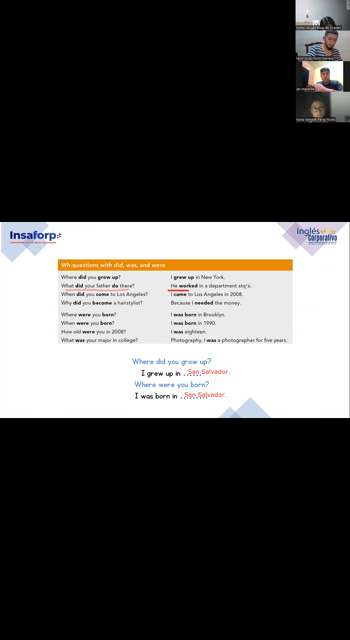 Insaforp
Inglés
corporativo
Wh-questions with did, was, and were
Where did you grow up? I grew up in New York.
What did your father do there? He worked in a department store.
When did you come to Los Angeles? I came to Los Angeles in 2008.
Why did you become a hairstylist? Because I needed the money.
Where were you born? I was born in Brooklyn.
When were you born? I was born in 1990.
How old were you in 2008? I was eighteen.
What was your major in college? Photography. I was a photographer for five years.
Where did you grow up?
I grew up in ....... San Salvador.
Where were you born?
I was born in ....... San Salvador.